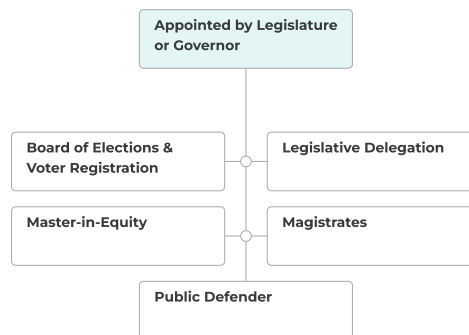 Appointed by Legislature
or Governor
Board of Elections &
Voter Registration
Legislative Delegation
Master-in-Equity
Magistrates
Public Defender